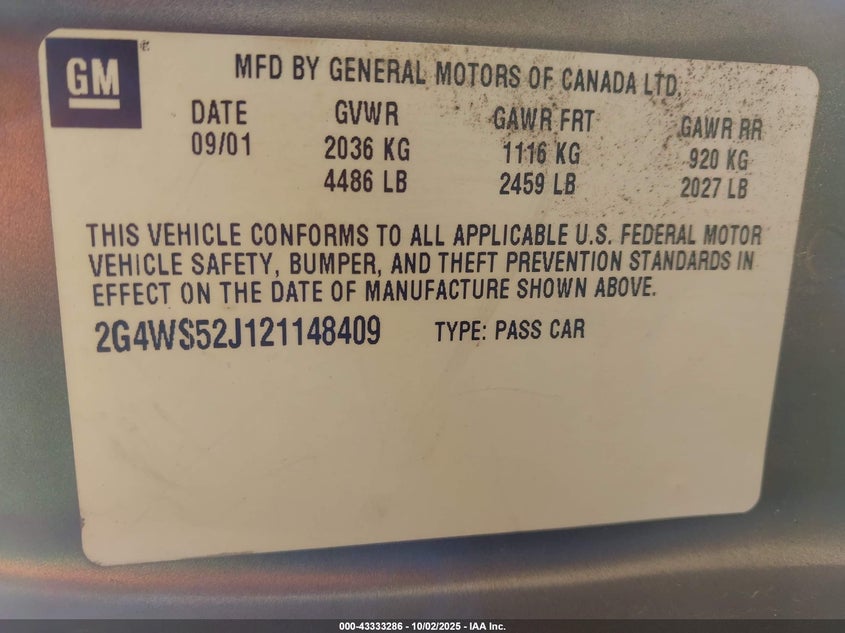 GM
MFD BY GENERAL MOTORS OF CANADA LTD.
DATE GVWR GAWR FRT GAWR RR
09/01 2036 KG 1116 KG 920 KG
4486 LB 2459 LB 2027 LB
THIS VEHICLE CONFORMS TO ALL APPLICABLE U.S. FEDERAL MOTOR
VEHICLE SAFETY, BUMPER, AND THEFT PREVENTION STANDARDS IN
EFFECT ON THE DATE OF MANUFACTURE SHOWN ABOVE.
2G4WS52J121148409 TYPE: PASS CAR
000-43333286 - 10/02/2025 - IAA Inc.